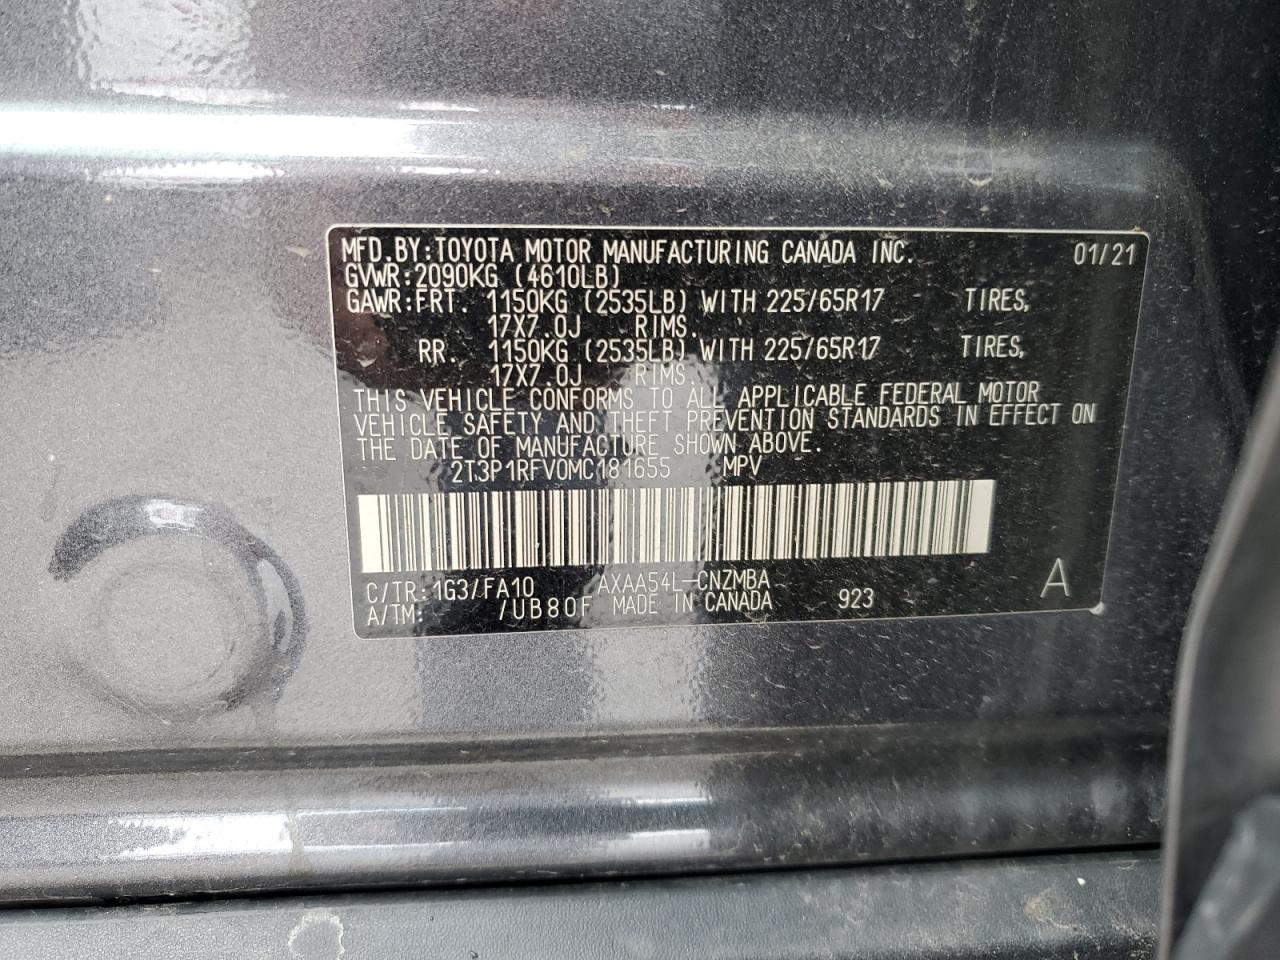 MFD.BY:TOYOTA MOTOR MANUFACTURING CANADA INC. 01/21
GVWR:2090KG (4610LB)
GAWR:FRT. 1150KG (2535LB) WITH 225/65R17 TIRES,
17X7.0J RIMS.
RR. 1150KG (2535LB) WITH 225/65R17 TIRES,
17X7.0J RIMS.
THIS VEHICLE CONFORMS TO ALL APPLICABLE FEDERAL MOTOR
VEHICLE SAFETY AND THEFT PREVENTION STANDARDS IN EFFECT ON
THE DATE OF MANUFACTURE SHOWN ABOVE.
2T3P1RFV0MC181655 MPV
C/TR:1G3/FA10 AXAA54L-CNZMBA A
A/TM: /UB80F MADE IN CANADA 923